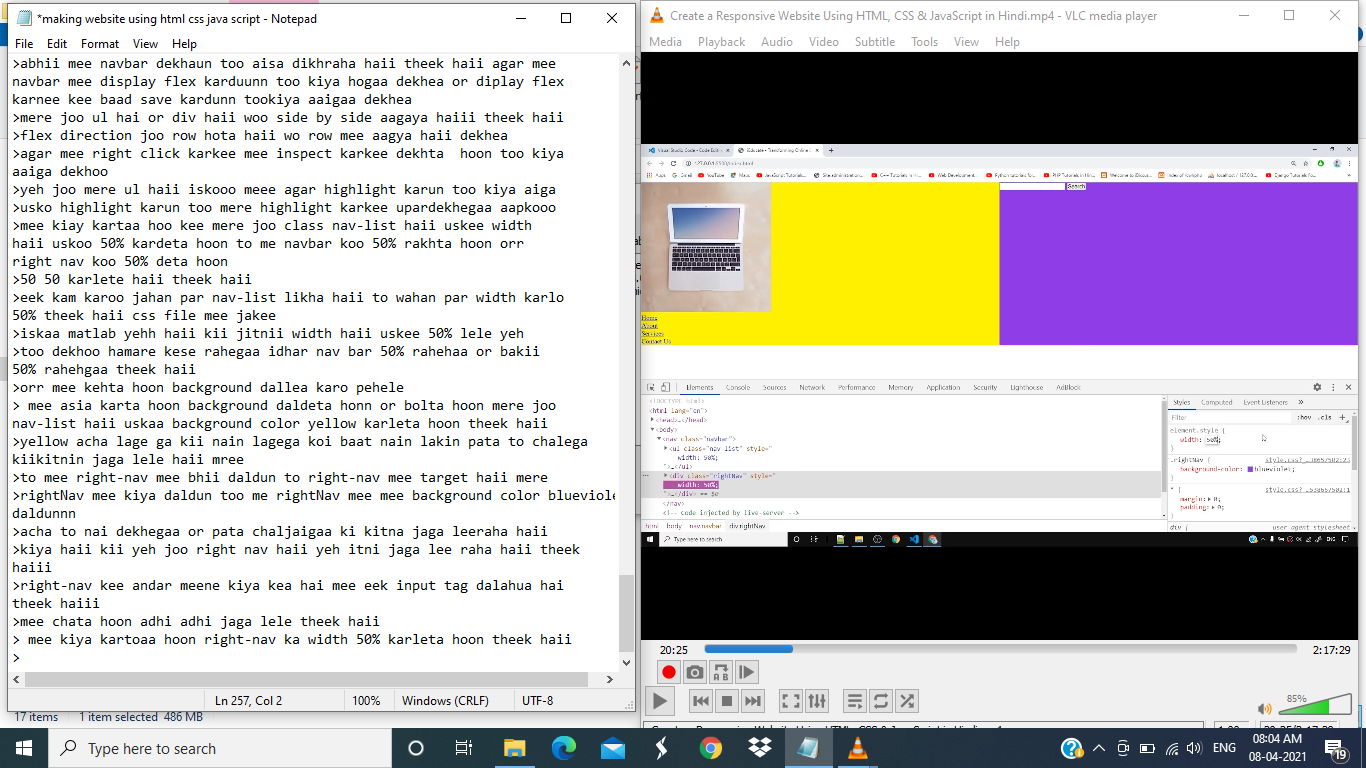 *making website using html css java script - Notepad
File Edit Format View Help
>abhii mee navbar dekhaun too aisa dikhraha haii theek haii agar mee
navbar mee display flex karduunn too kiya hogaa dekhea or diplay flex
karnee kee baad save kardunn tookiya aaigaa dekhea
>mere joo ul hai or div haii woo side by side aagaya haiii theek haii
>flex direction joo row hota haii wo row mee aagya haii dekhea
>agar mee right click karkee mee inspect karkee dekhta  hoon too kiya
aaiga dekhoo
>yeh joo mere ul haii iskooo meee agar highlight karun too kiya aiga
>usko highlight karun too mere highlight karkee upardekhegaa aapkooo
>mee kiay kartaa hoo kee mere joo class nav-list haii uskee width
haii uskoo 50% kardeta hoon to me navbar koo 50% rakhta hoon orr
right nav koo 50% deta hoon
>50 50 karlete haii theek haii
>eek kam karoo jahan par nav-list likha haii to wahan par width karlo
50% theek haii css file mee jakee
>iskaa matlab yehh haii kii jitnii width haii uskee 50% lele yeh
>too dekhoo hamare kese rahegaa idhar nav bar 50% rahehaa or bakii
50% rahehgaa theek haii
>orr mee kehta hoon background dallea karo pehele
> mee asia karta hoon background daldeta honn or bolta hoon mere joo
nav-list haii uskaa background color yellow karleta hoon theek haii
>yellow acha lage ga kii nain lagega koi baat nain lakin pata to chalega
kiikitnin jaga lele haii mree
>to mee right-nav mee bhii daldun to right-nav mee target haii mere
>rightNav mee kiya daldun too me rightNav mee mee background color blueviole
daldunnn
>acha to nai dekhegaa or pata chaljaigaa ki kitna jaga leeraha haii
>kiya haii kii yeh joo right nav haii yeh itni jaga lee raha haii theek
haiii
>right-nav kee andar meene kiya kea hai mee eek input tag dalahua hai
theek haiii
>mee chata hoon adhi adhi jaga lele theek haii
> mee kiya kartoaa hoon right-nav ka width 50% karleta hoon theek haii
>
Ln 257, Col 2 100% Windows (CRLF) UTF-8
17 items 1 item selected 486 MB
Create a Responsive Website Using HTML, CSS & JavaScript in Hindi.mp4 - VLC media player
Media Playback Audio Video Subtitle Tools View Help
127.0.0.1:5500/index.html
Apps Gmail YouTube Maps
Search
Home
About
Services
Contact Us
Elements Console Sources Network Performance Memory Application Security Lighthouse AdBlock
<!DOCTYPE html>
<html lang="en">
<head>…</head>
<body>
<nav class="navbar">
<ul class="nav-list" style="
width: 50%;
">…</ul>
<div class="rightNav" style="
width: 50%;
">…</div> == $0
</nav>
<!-- Code injected by live-server -->
html body nav.navbar div.rightNav
Styles Computed Event Listeners
Filter :hov .cls +
element.style {
width: 50%;
}
.rightNav {
background-color: blueviolet;
}
* {
margin: 0;
padding: 0;
}
div { user agent stylesheet
Type here to search
20:25 2:17:29
85%
Type here to search
ENG 08:04 AM
08-04-2021
19